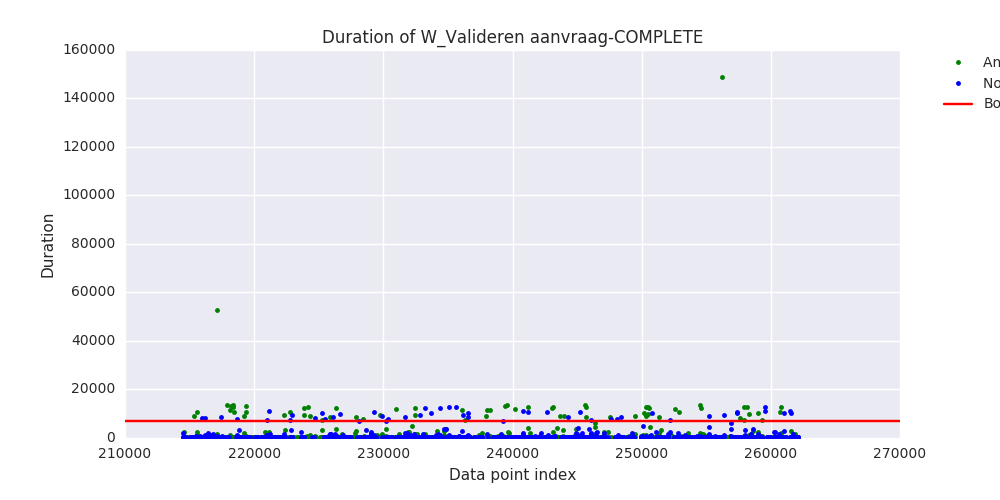 Duration of W_Valideren aanvraag-COMPLETE
160000
140000
120000
100000
80000
60000
40000
20000
0
Duration
210000 220000 230000 240000 250000 260000 270000
Data point index
An
No
Bo